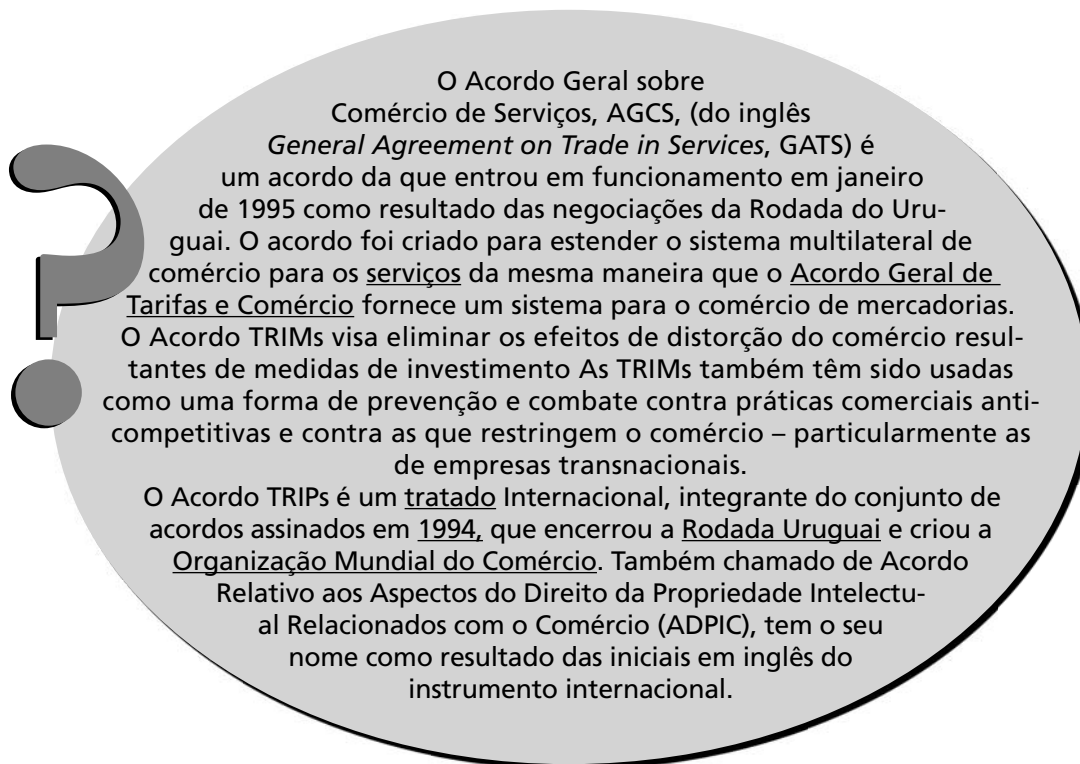 O Acordo Geral sobre
Comércio de Serviços, AGCS, (do inglês
General Agreement on Trade in Services, GATS) é
um acordo da que entrou em funcionamento em janeiro
de 1995 como resultado das negociações da Rodada do Uru-
guai. O acordo foi criado para estender o sistema multilateral de
comércio para os serviços da mesma maneira que o Acordo Geral de
Tarifas e Comércio fornece um sistema para o comércio de mercadorias.
O Acordo TRIMs visa eliminar os efeitos de distorção do comércio resul-
tantes de medidas de investimento As TRIMs também têm sido usadas
como uma forma de prevenção e combate contra práticas comerciais anti-
competitivas e contra as que restringem o comércio – particularmente as
de empresas transnacionais.
O Acordo TRIPs é um tratado Internacional, integrante do conjunto de
acordos assinados em 1994, que encerrou a Rodada Uruguai e criou a
Organização Mundial do Comércio. Também chamado de Acordo
Relativo aos Aspectos do Direito da Propriedade Intelectu-
al Relacionados com o Comércio (ADPIC), tem o seu
nome como resultado das iniciais em inglês do
instrumento internacional.
?